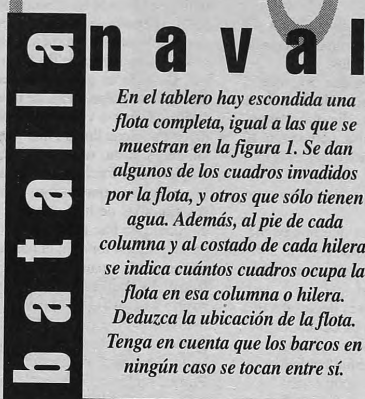 batalla
naval
En el tablero hay escondida una
flota completa, igual a las que se
muestran en la figura 1. Se dan
algunos de los cuadros invadidos
por la flota, y otros que sólo tienen
agua. Además, al pie de cada
columna y al costado de cada hilera
se indica cuántos cuadros ocupa la
flota en esa columna o hilera.
Deduzca la ubicación de la flota.
Tenga en cuenta que los barcos en
ningún caso se tocan entre sí.